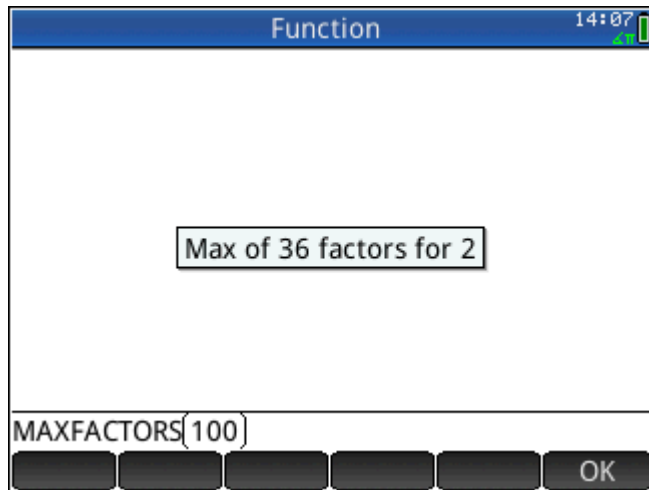 Function
14:07
∡π
Max of 36 factors for 2
MAXFACTORS(100)
OK